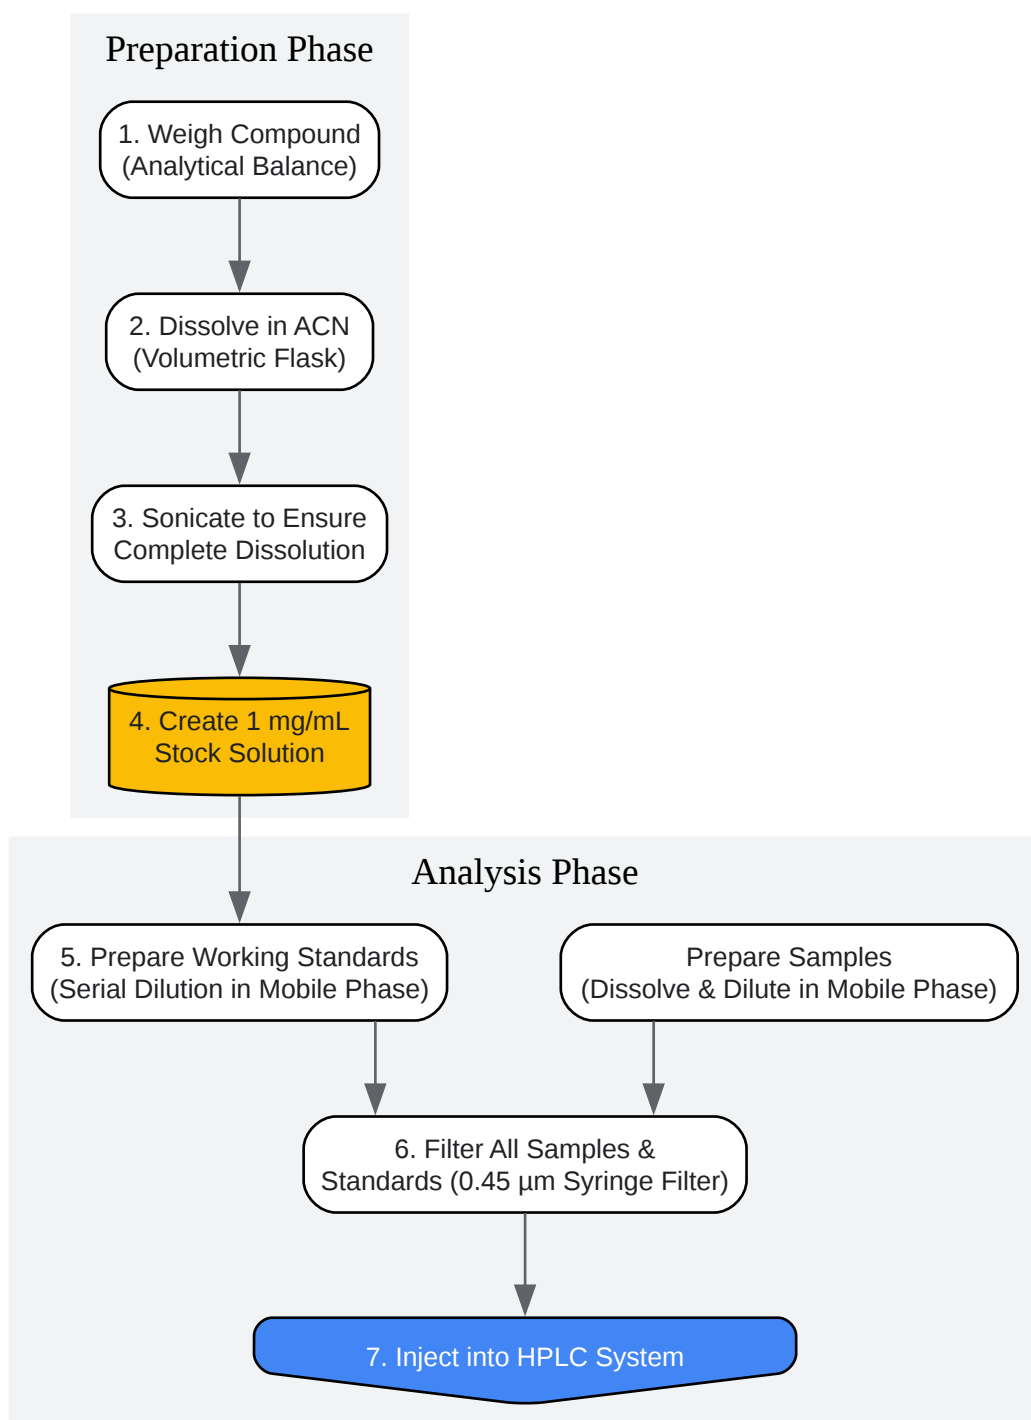 Preparation Phase
1. Weigh Compound
(Analytical Balance)
2. Dissolve in ACN
(Volumetric Flask)
3. Sonicate to Ensure
Complete Dissolution
4. Create 1 mg/mL
Stock Solution
Analysis Phase
5. Prepare Working Standards
(Serial Dilution in Mobile Phase)
Prepare Samples
(Dissolve & Dilute in Mobile Phase)
6. Filter All Samples &
Standards (0.45 µm Syringe Filter)
7. Inject into HPLC System